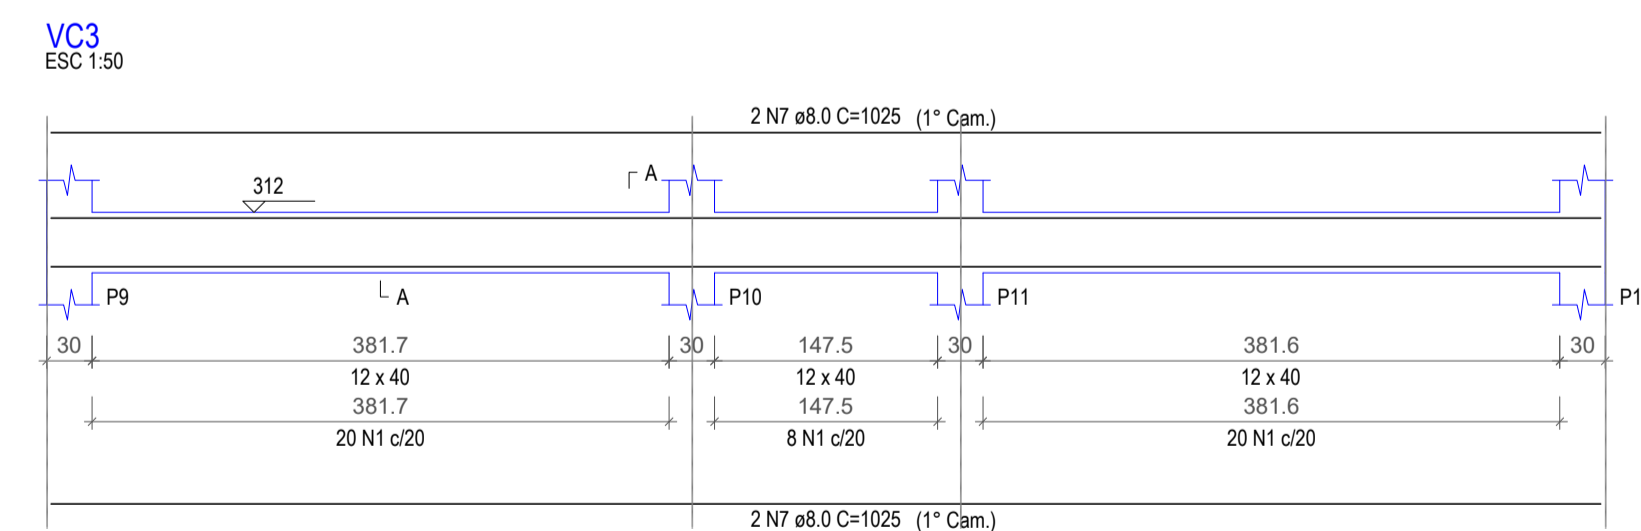 VC3
ESC 1:50
2 N7 ø8.0 C=1025 (1° Cam.)
312
A
A
P9
P10
P11
P1
30 381.7 30 147.5 30 381.6 30
12 x 40 12 x 40 12 x 40
381.7 147.5 381.6
20 N1 c/20 8 N1 c/20 20 N1 c/20
2 N7 ø8.0 C=1025 (1° Cam.)